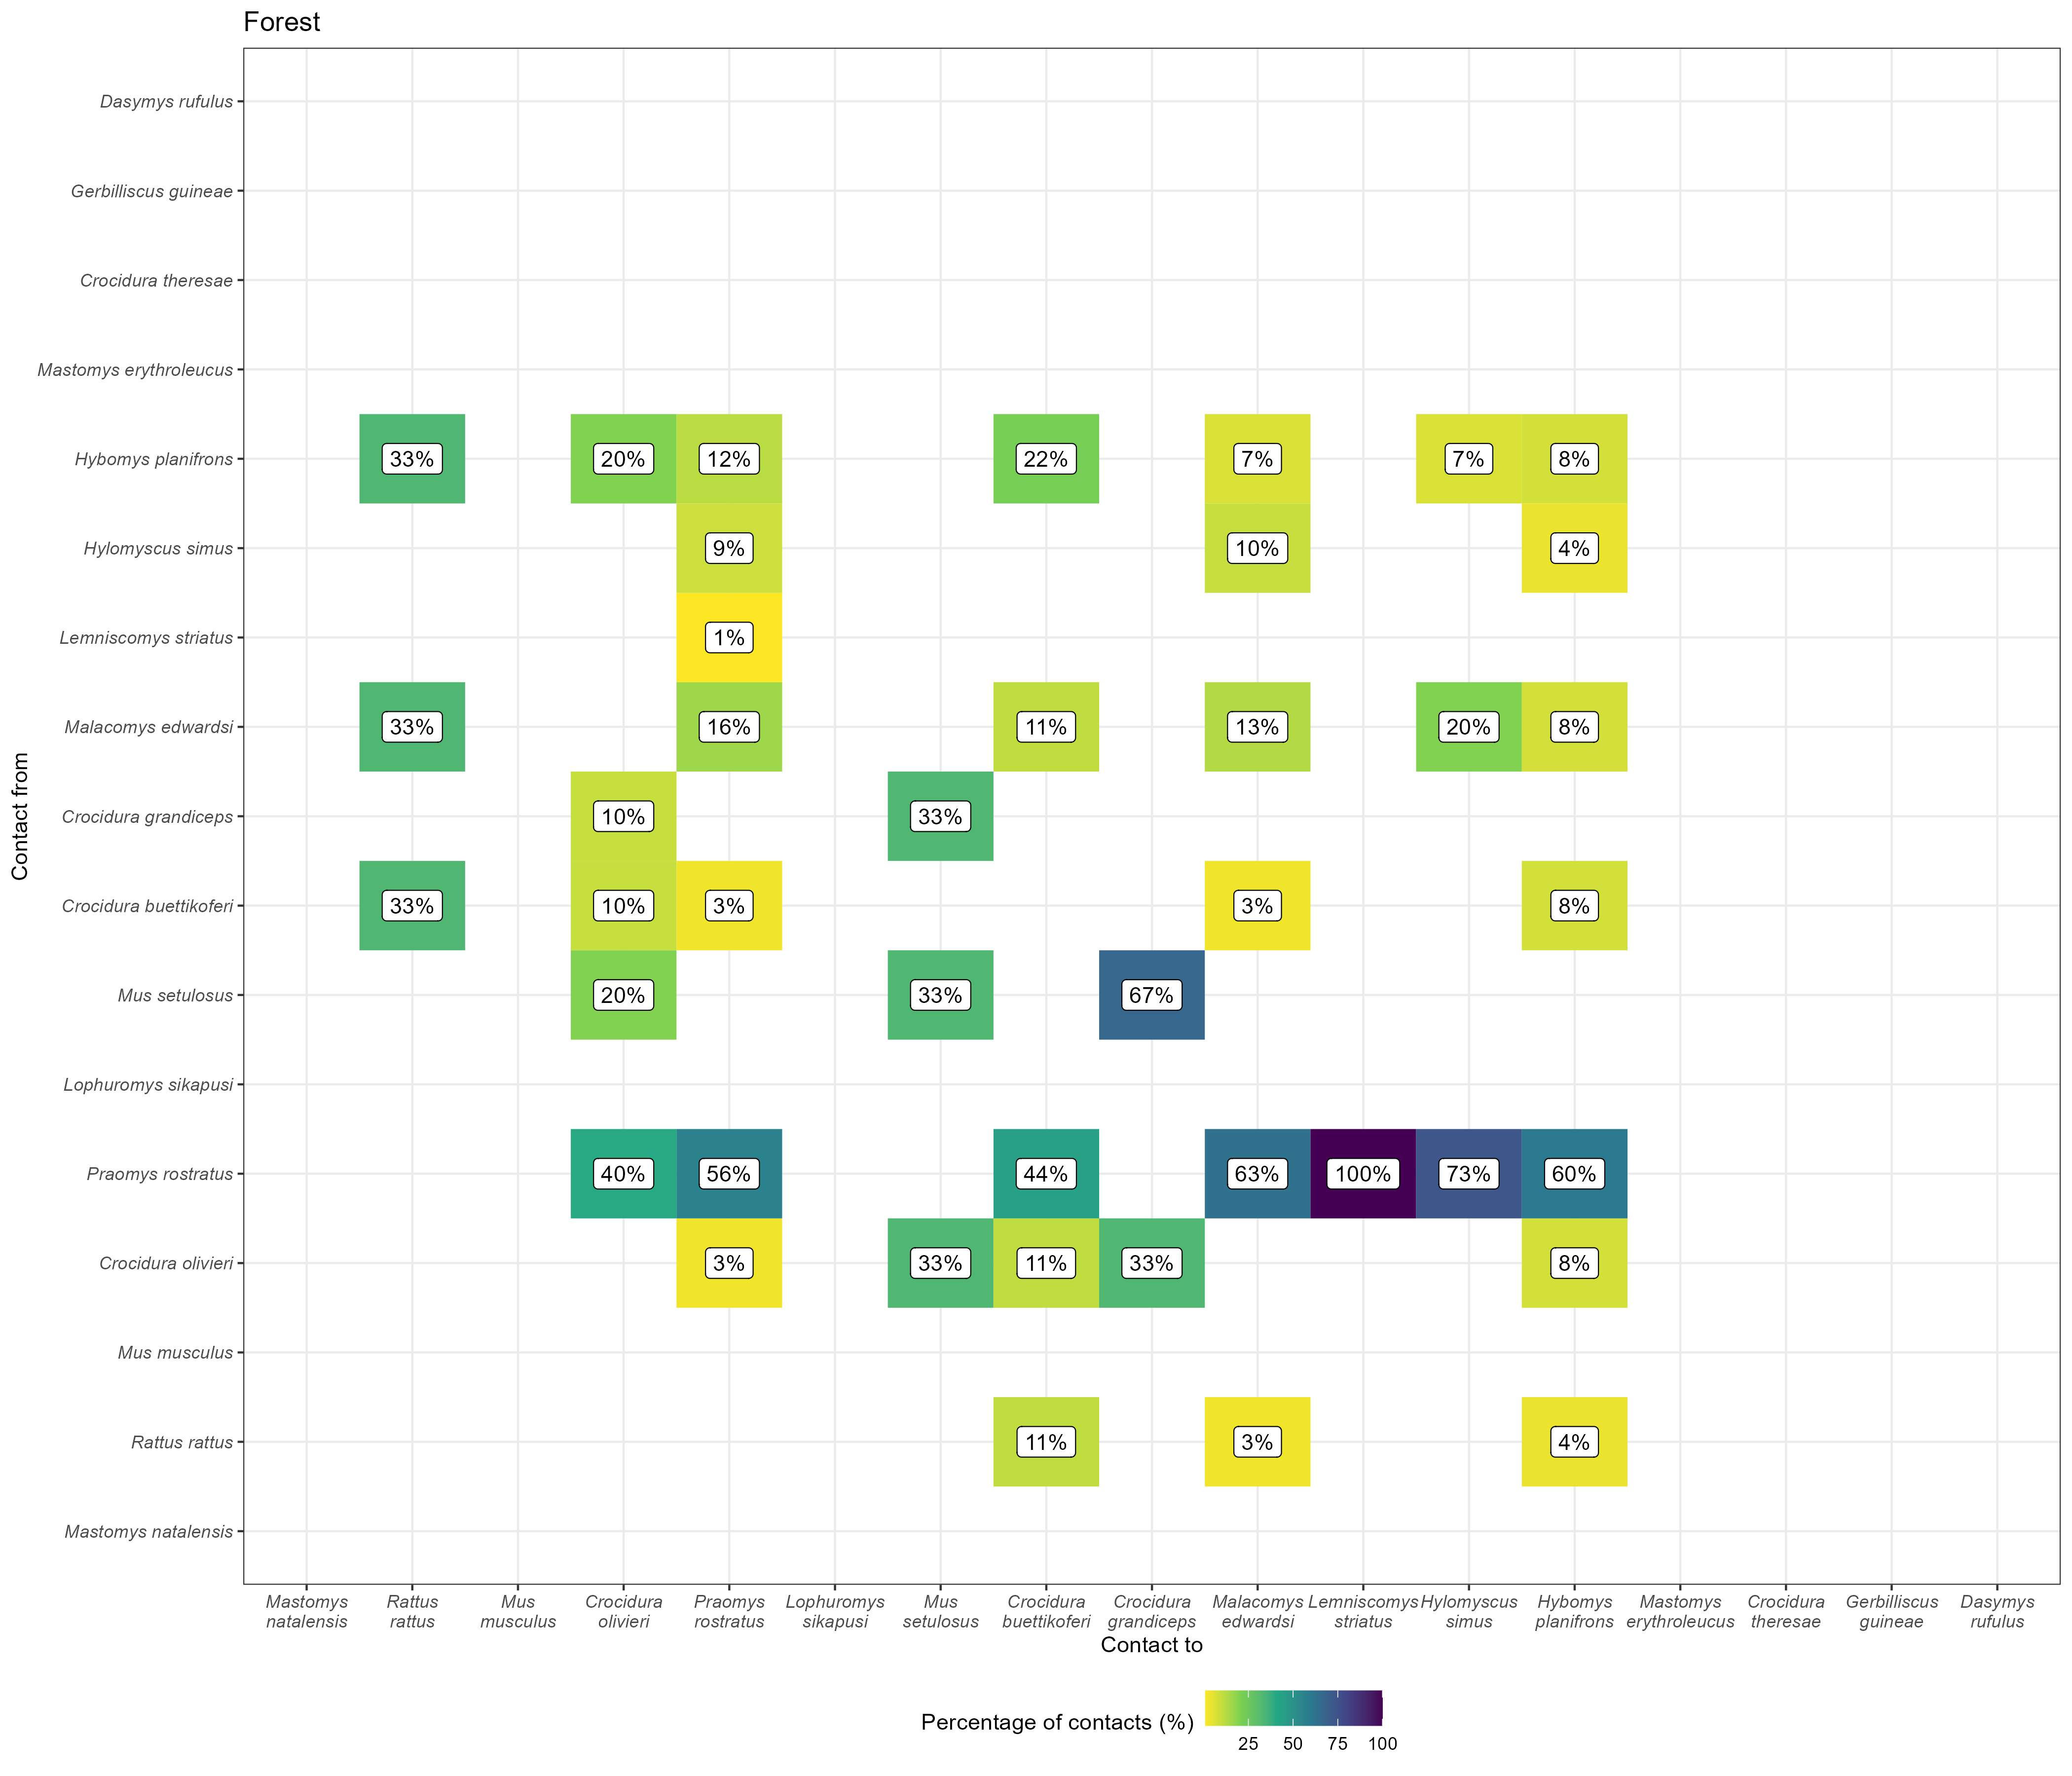 Forest
Contact from
Dasymys rufulus
Gerbilliscus guineae
Crocidura theresae
Mastomys erythroleucus
Hybomys planifrons
33% 20% 12% 22% 7% 7% 8%
Hylomyscus simus
9% 10% 4%
Lemniscomys striatus
1%
Malacomys edwardsi
33% 16% 11% 13% 20% 8%
Crocidura grandiceps
10% 33%
Crocidura buettikoferi
33% 10% 3% 3% 8%
Mus setulosus
20% 33% 67%
Lophuromys sikapusi
Praomys rostratus
40% 56% 44% 63% 100% 73% 60%
Crocidura olivieri
3% 33% 11% 33% 8%
Mus musculus
Rattus rattus
11% 3% 4%
Mastomys natalensis
Mastomys Rattus Mus Crocidura Praomys Lophuromys Mus Crocidura Crocidura Malacomys Lemniscomys Hylomyscus Hybomys Mastomys Crocidura Gerbilliscus Dasymys
natalensis rattus musculus olivieri rostratus sikapusi setulosus buettikoferi grandiceps edwardsi striatus simus planifrons erythroleucus theresae guineae rufulus
Contact to
Percentage of contacts (%)
25 50 75 100